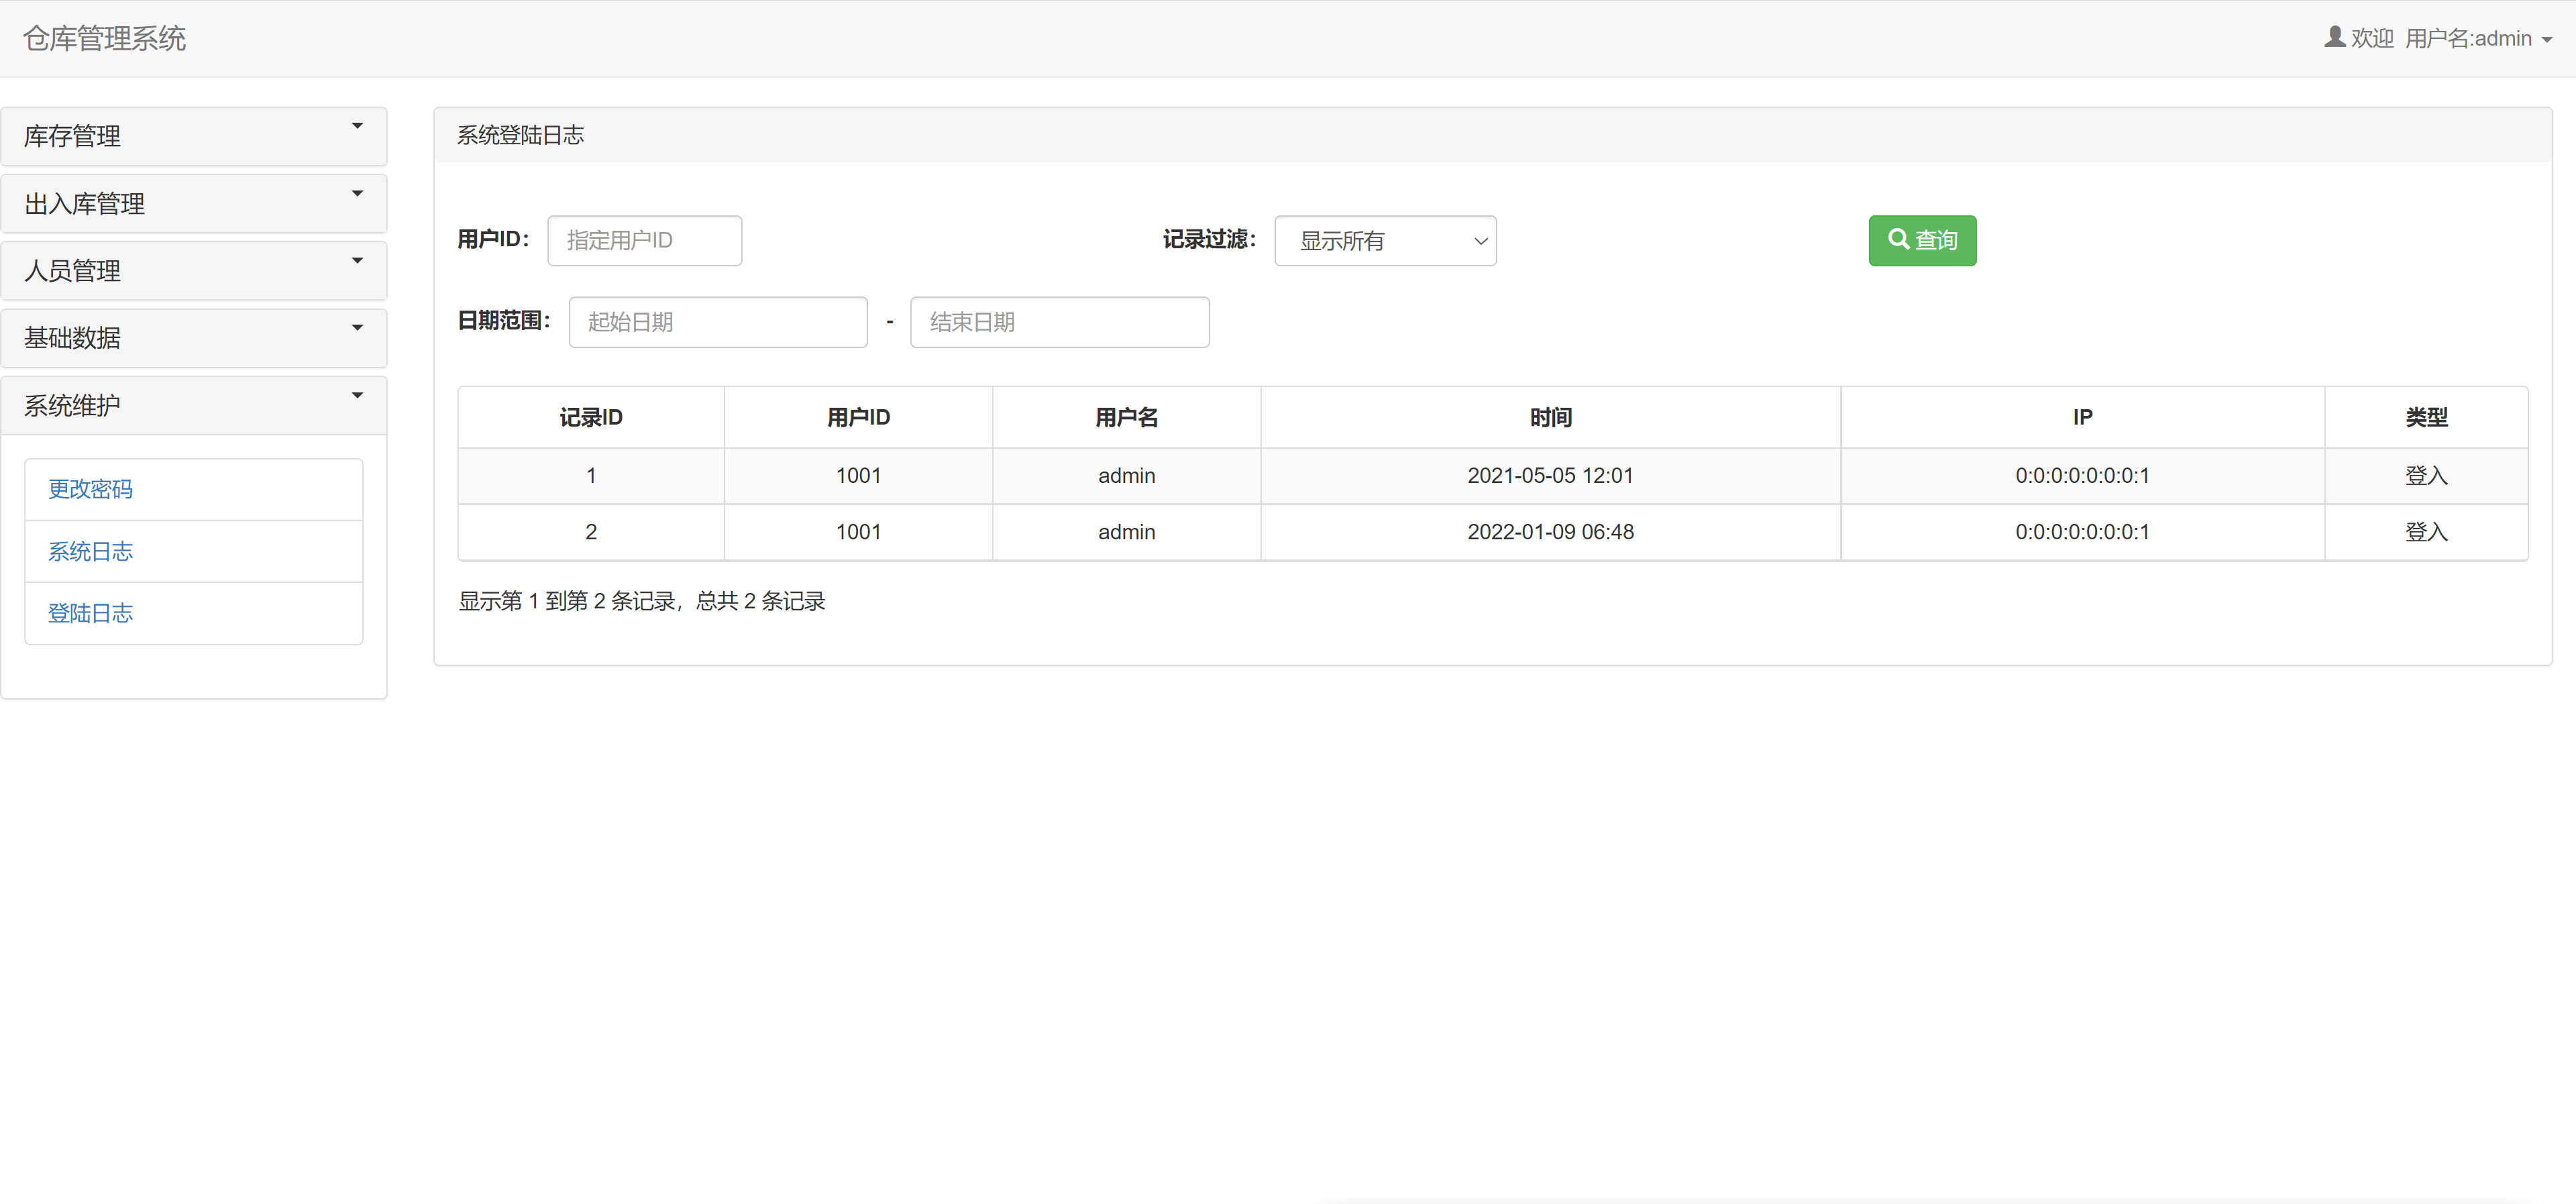 仓库管理系统
欢迎 用户名:admin
库存管理
出入库管理
人员管理
基础数据
系统维护
更改密码
系统日志
登陆日志
系统登陆日志
用户ID： 指定用户ID 记录过滤： 显示所有 查询
日期范围： 起始日期 - 结束日期
记录ID 用户ID 用户名 时间 IP 类型
1 1001 admin 2021-05-05 12:01 0:0:0:0:0:0:0:1 登入
2 1001 admin 2022-01-09 06:48 0:0:0:0:0:0:0:1 登入
显示第 1 到第 2 条记录，总共 2 条记录